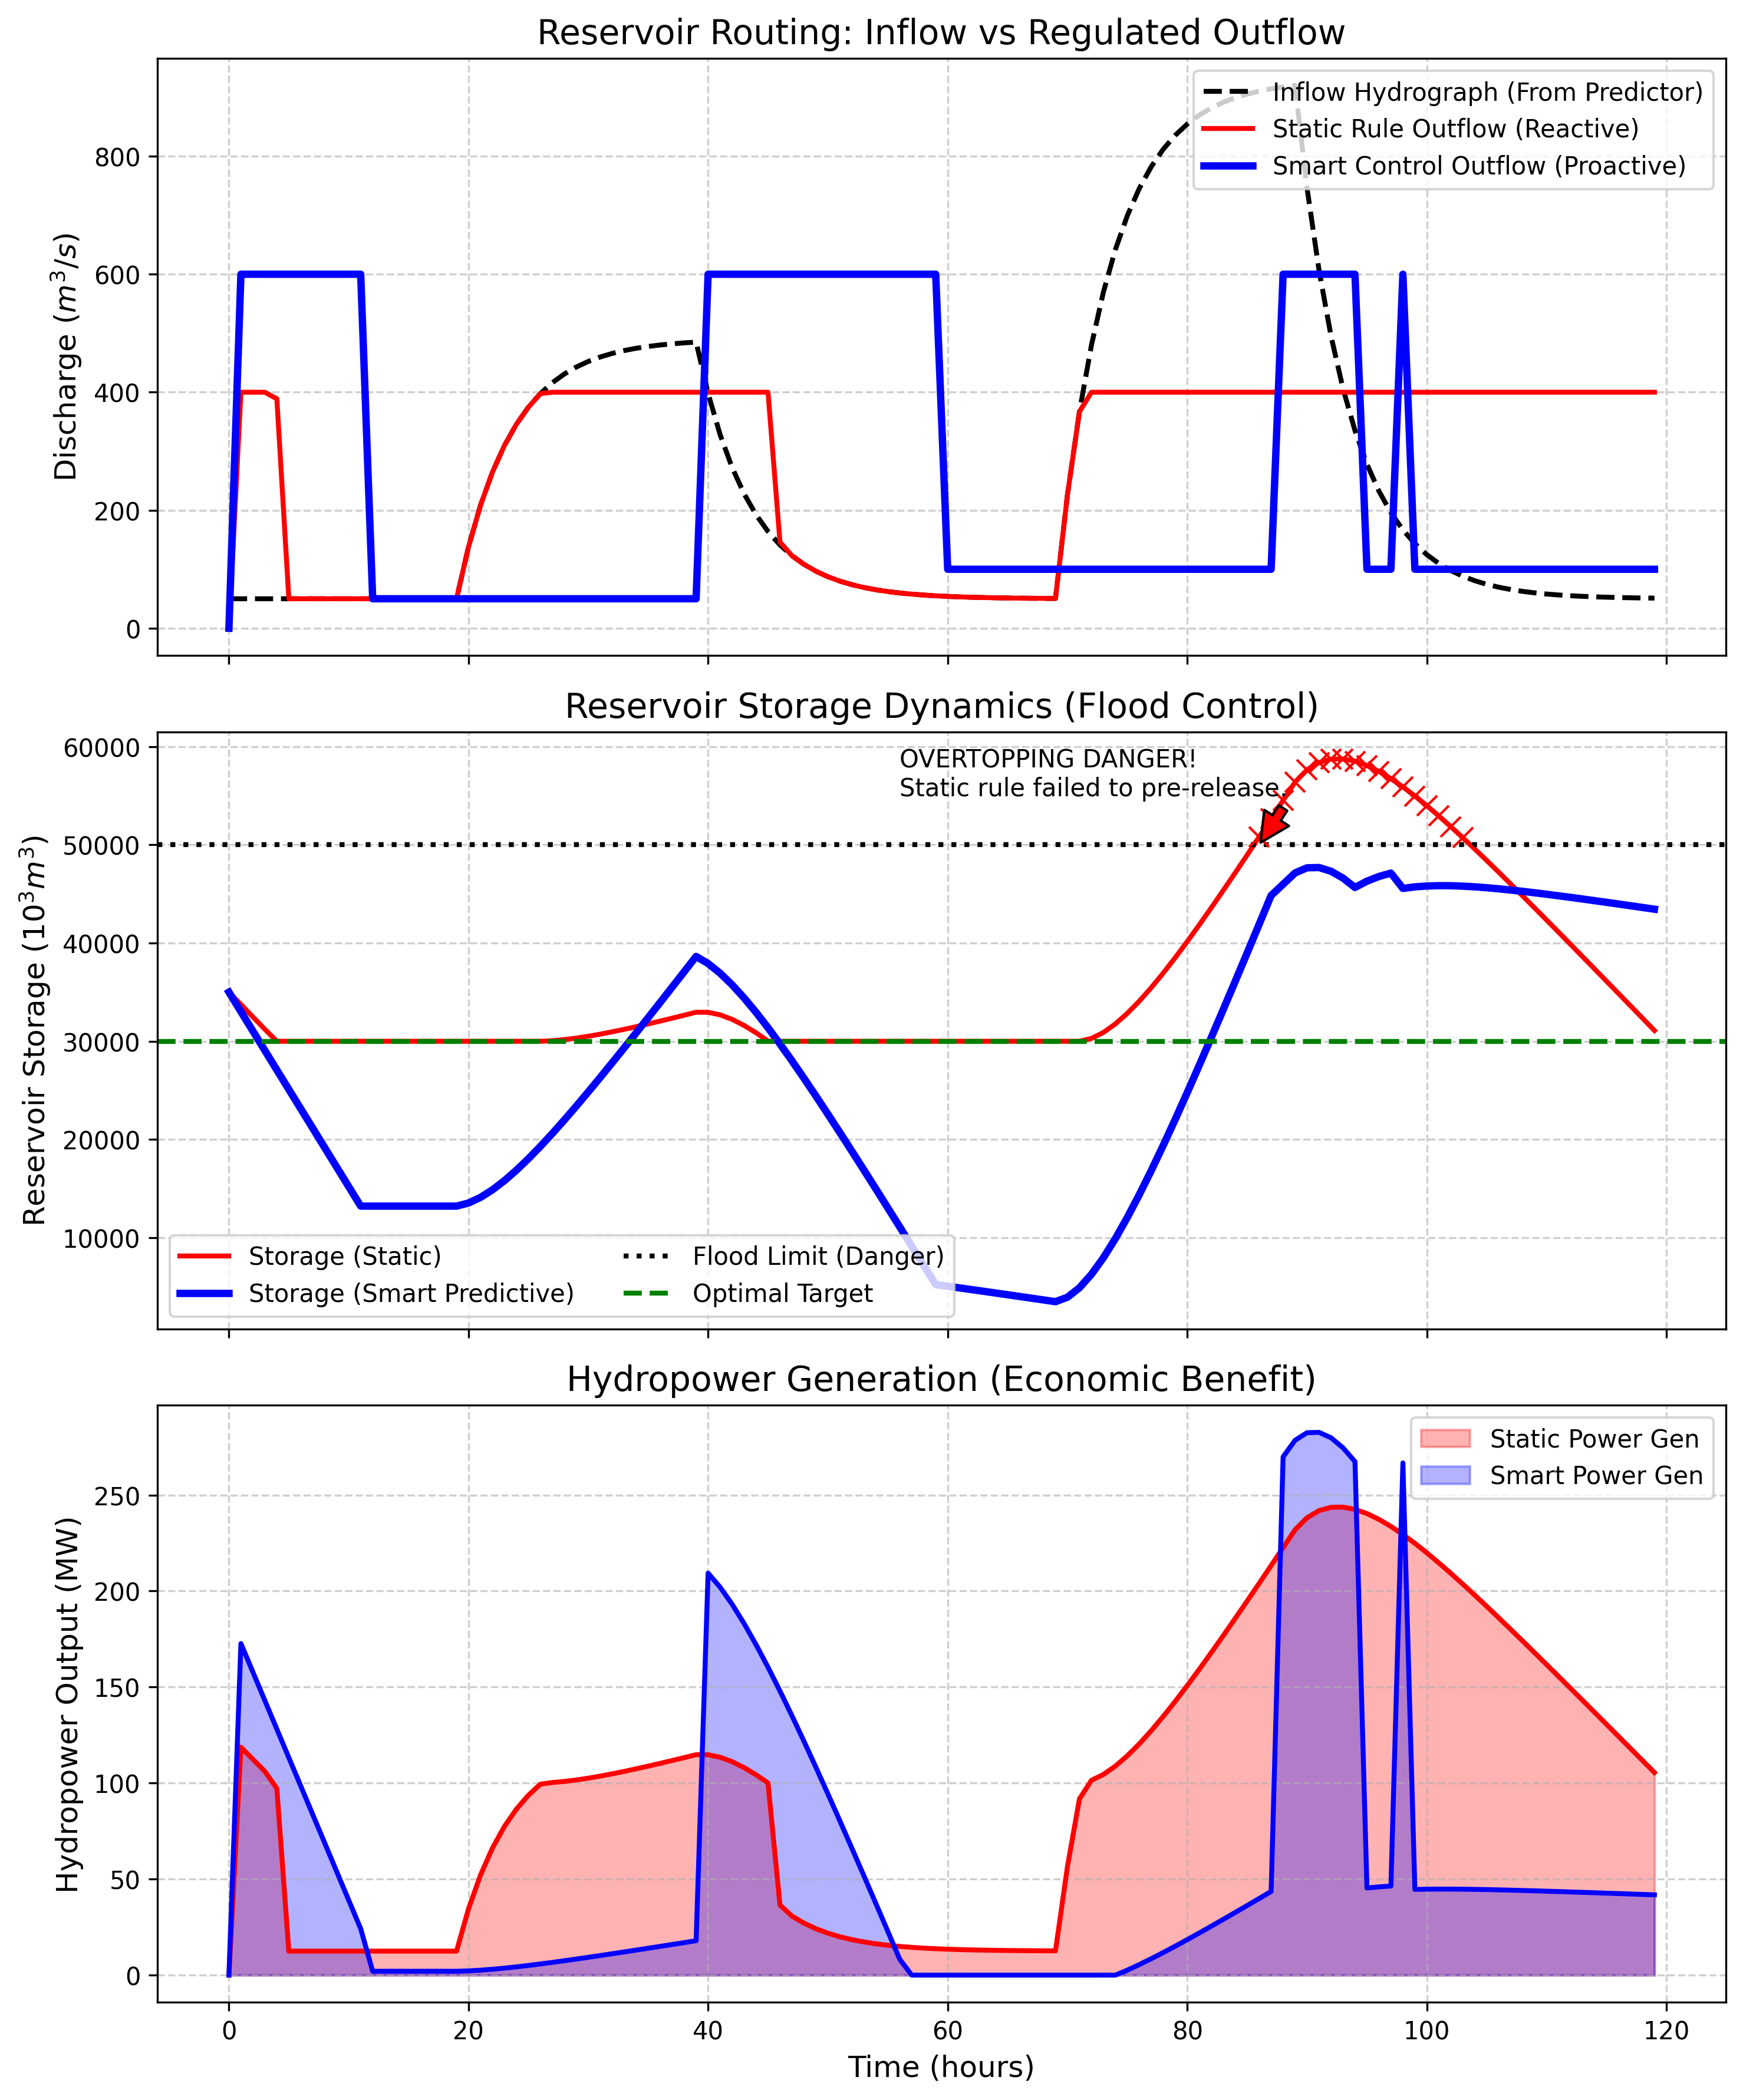 Reservoir Routing: Inflow vs Regulated Outflow
Inflow Hydrograph (From Predictor)
Static Rule Outflow (Reactive)
Smart Control Outflow (Proactive)
Discharge (m³/s)
800
600
400
200
0
Reservoir Storage Dynamics (Flood Control)
OVERTOPPING DANGER!
Static rule failed to pre-release.
Reservoir Storage (10³m³)
60000
50000
40000
30000
20000
10000
Storage (Static)
Storage (Smart Predictive)
Flood Limit (Danger)
Optimal Target
Hydropower Generation (Economic Benefit)
Static Power Gen
Smart Power Gen
Hydropower Output (MW)
250
200
150
100
50
0
0 20 40 60 80 100 120
Time (hours)